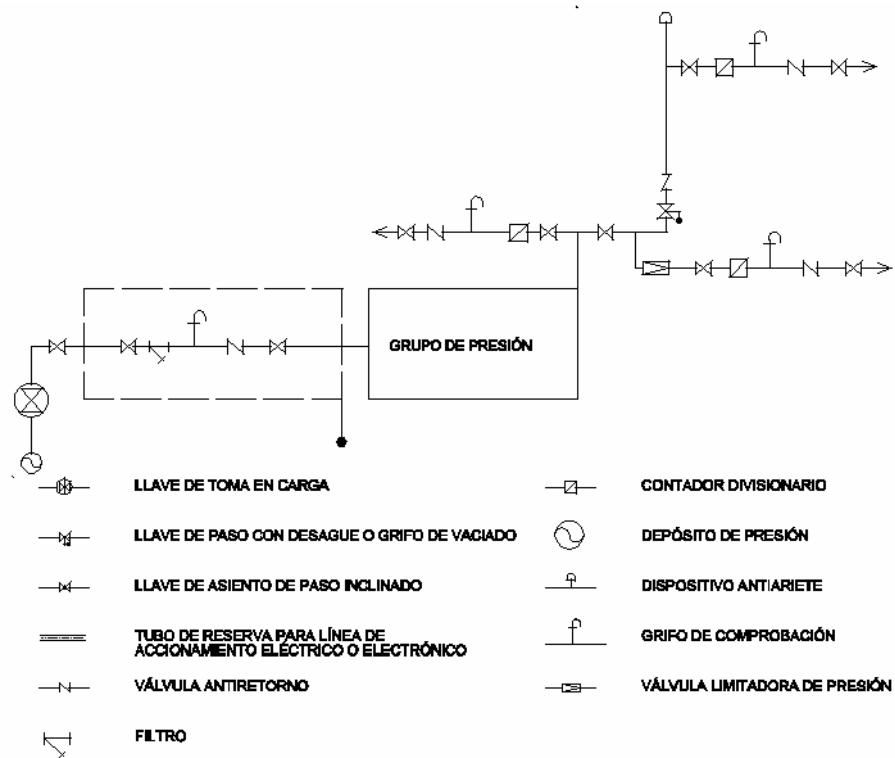 GRUPO DE PRESIÓN
LLAVE DE TOMA EN CARGA
LLAVE DE PASO CON DESAGUE O GRIFO DE VACIADO
LLAVE DE ASIENTO DE PASO INCLINADO
TUBO DE RESERVA PARA LÍNEA DE
ACCIONAMIENTO ELÉCTRICO O ELECTRÓNICO
VÁLVULA ANTIRETORNO
FILTRO
CONTADOR DIVISIONARIO
DEPÓSITO DE PRESIÓN
DISPOSITIVO ANTIARIETE
GRIFO DE COMPROBACIÓN
VÁLVULA LIMITADORA DE PRESIÓN